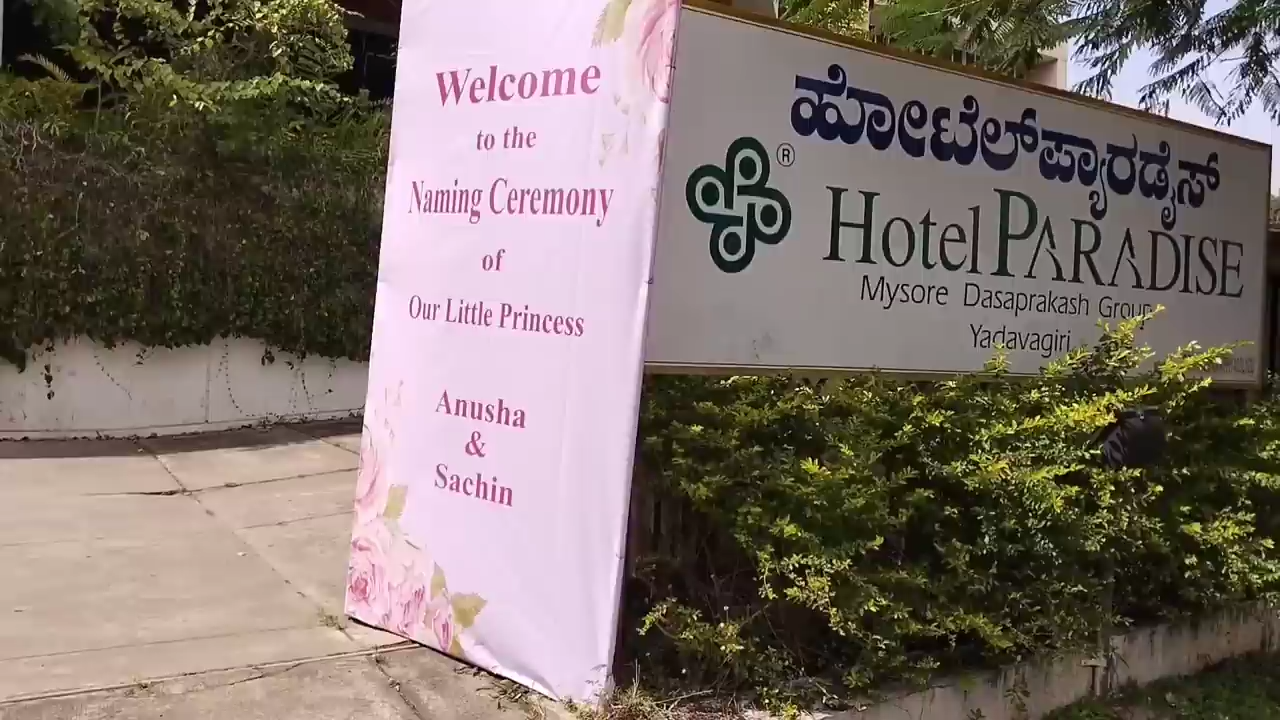 Welcome
to the
Naming Ceremony
of
Our Little Princess
Anusha
&
Sachin
ಹೋಟೆಲ್ ಪ್ಯಾರಡೈಸ್
®
Hotel PARADISE
Mysore Dasaprakash Group
Yadavagiri